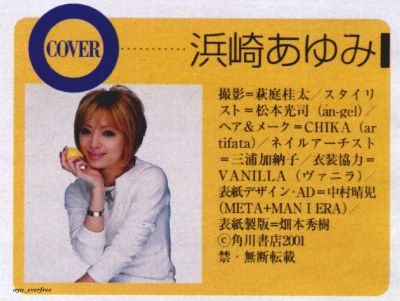 COVER
浜崎あゆみ
撮影=萩庭桂太／スタイリ
スト=松本光司（án-gel）／
ヘア＆メーク=CHIKA（ar
tifata）／ネイルアーチスト
=三浦加納子／衣装協力=
VANILLA（ヴァニラ）／
表紙デザイン・AD=中村晴児
(META+MAN I ERA)／
表紙製版=畑本秀樹
©角川書店2001
禁・無断転載
ayu_everfree